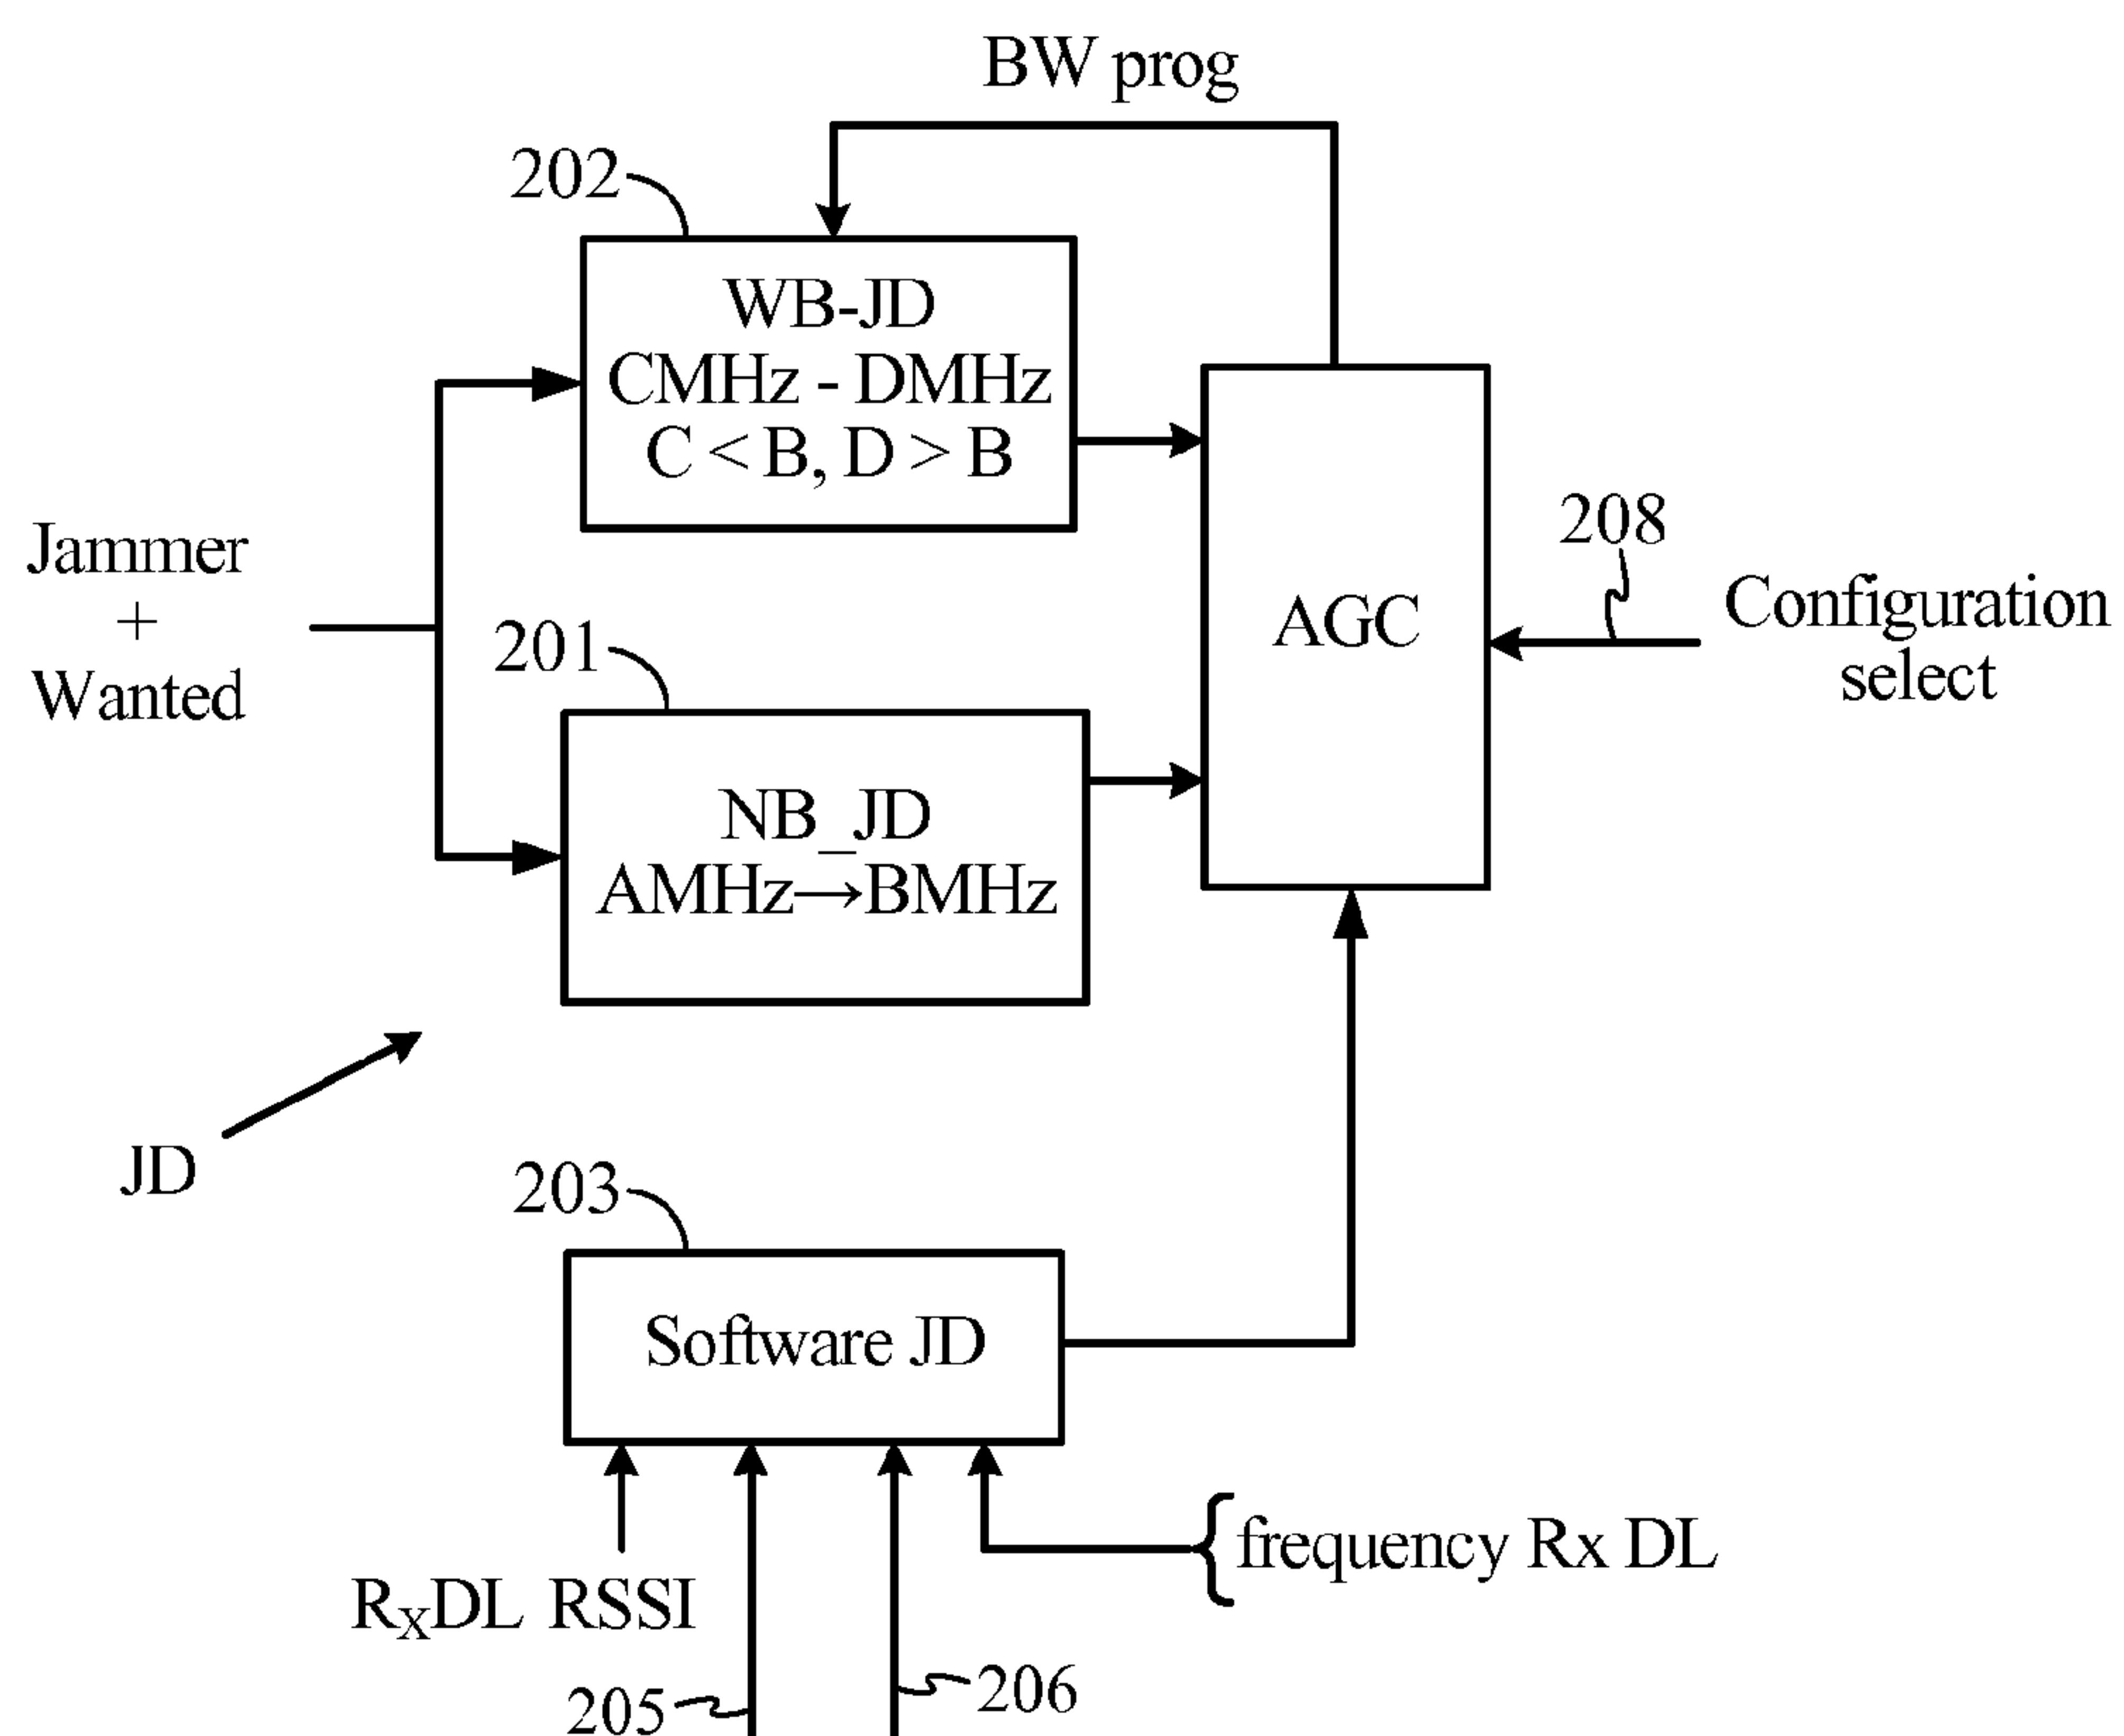 BW prog
202
WB-JD
CMHz - DMHz
C < B, D > B
Jammer
+
Wanted
201
NB_JD
AMHz→BMHz
AGC
208
Configuration
select
JD
203
Software JD
RxDL RSSI
frequency Rx DL
205
206